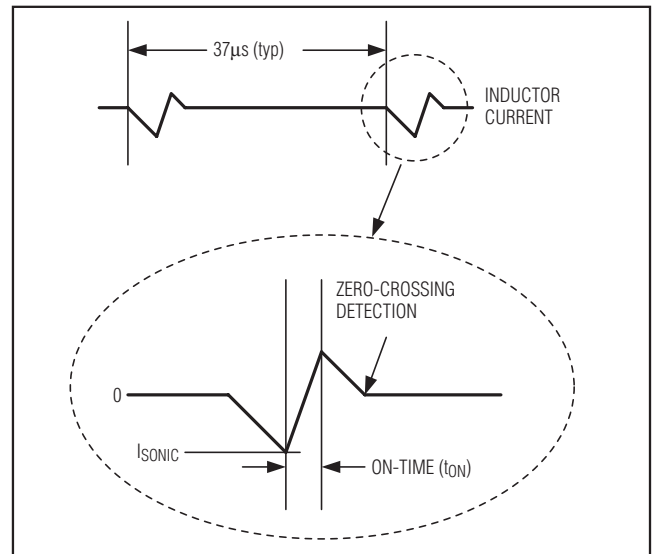 37μs (typ)
INDUCTOR
CURRENT
ZERO-CROSSING
DETECTION
0
ISONIC
ON-TIME (tON)